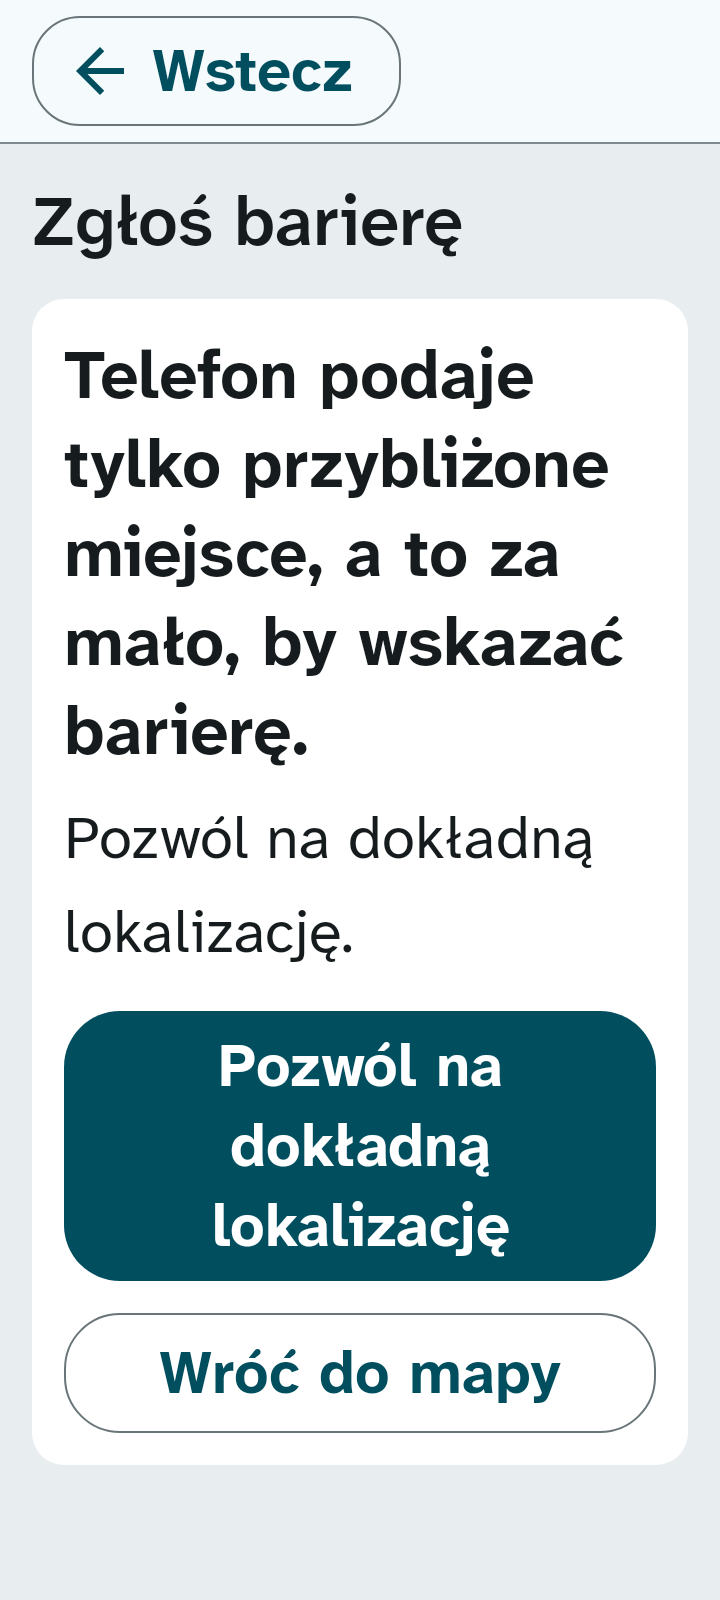 Wstecz
Zgłoś barierę
Telefon podaje
tylko przybliżone
miejsce, a to za
mało, by wskazać
barierę.
Pozwól na dokładną
lokalizację.
Pozwól na
dokładną
lokalizację
Wróć do mapy